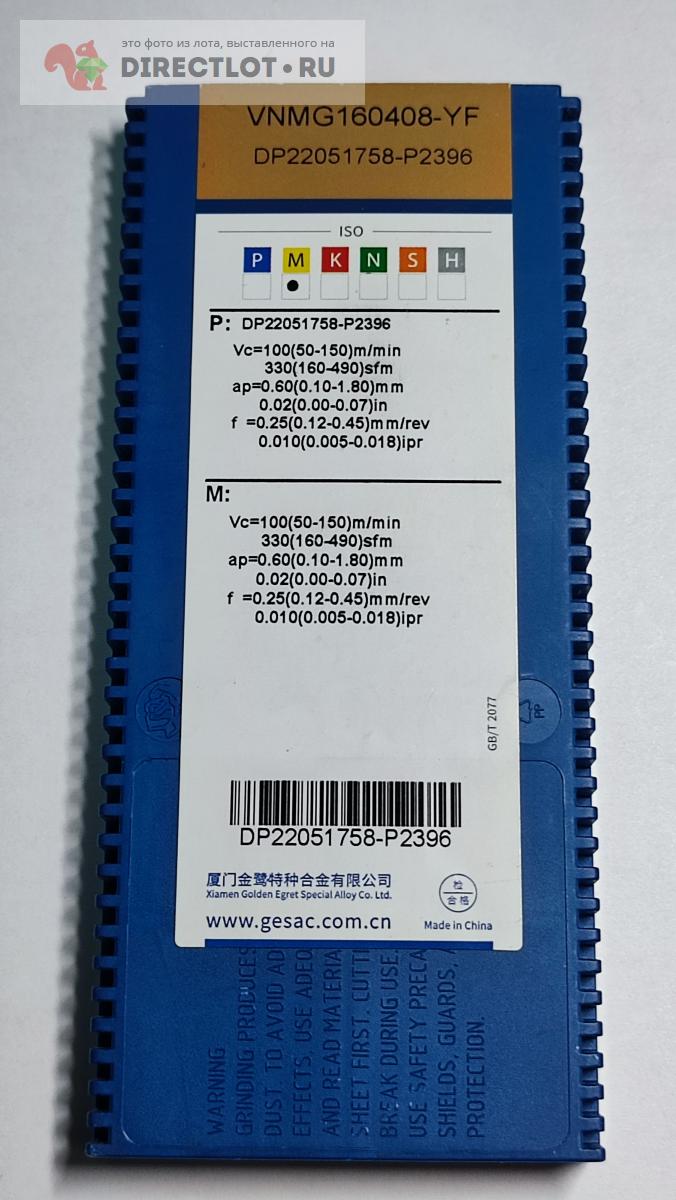 это фото из лота, выставленного на
DIRECTLOT.RU
VNMG160408-YF
DP22051758-P2396
ISO
P M K N S H
P: DP22051758-P2396
Vc=100(50-150)m/min
330(160-490)sfm
ap=0.60(0.10-1.80)mm
0.02(0.00-0.07)in
f =0.25(0.12-0.45)mm/rev
0.010(0.005-0.018)ipr
M:
Vc=100(50-150)m/min
330(160-490)sfm
ap=0.60(0.10-1.80)mm
0.02(0.00-0.07)in
f =0.25(0.12-0.45)mm/rev
0.010(0.005-0.018)ipr
GB/T 2077
PP
DP22051758-P2396
厦门金鹭特种合金有限公司
Xiamen Golden Egret Special Alloy Co. Ltd.
检
合格
www.gesac.com.cn
Made in China
WARNING
GRINDING PRODUCES
DUST. TO AVOID AD
EFFECTS, USE ADEQ
AND READ MATERIA
SHEET FIRST. CUTTI
BREAK DURING USE.
USE SAFETY PRECA
SHIELDS, GUARDS,
PROTECTION.